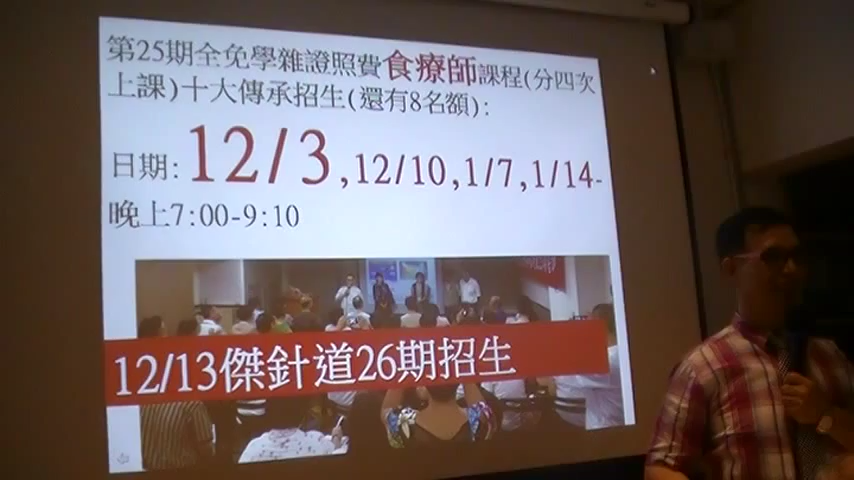 第25期全免學雜證照費食療師課程(分四次
上課)十大傳承招生(還有8名額):
日期: 12/3,12/10,1/7,1/14-
晚上7:00-9:10
12/13傑針道26期招生